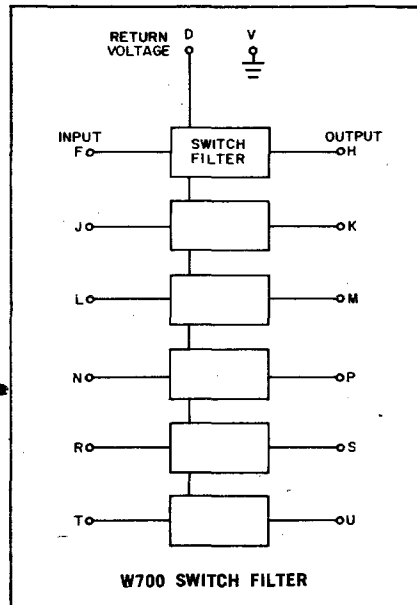 RETURN VOLTAGE D V
INPUT OUTPUT
F SWITCH FILTER H
J K
L M
N P
R S
T U
W700 SWITCH FILTER